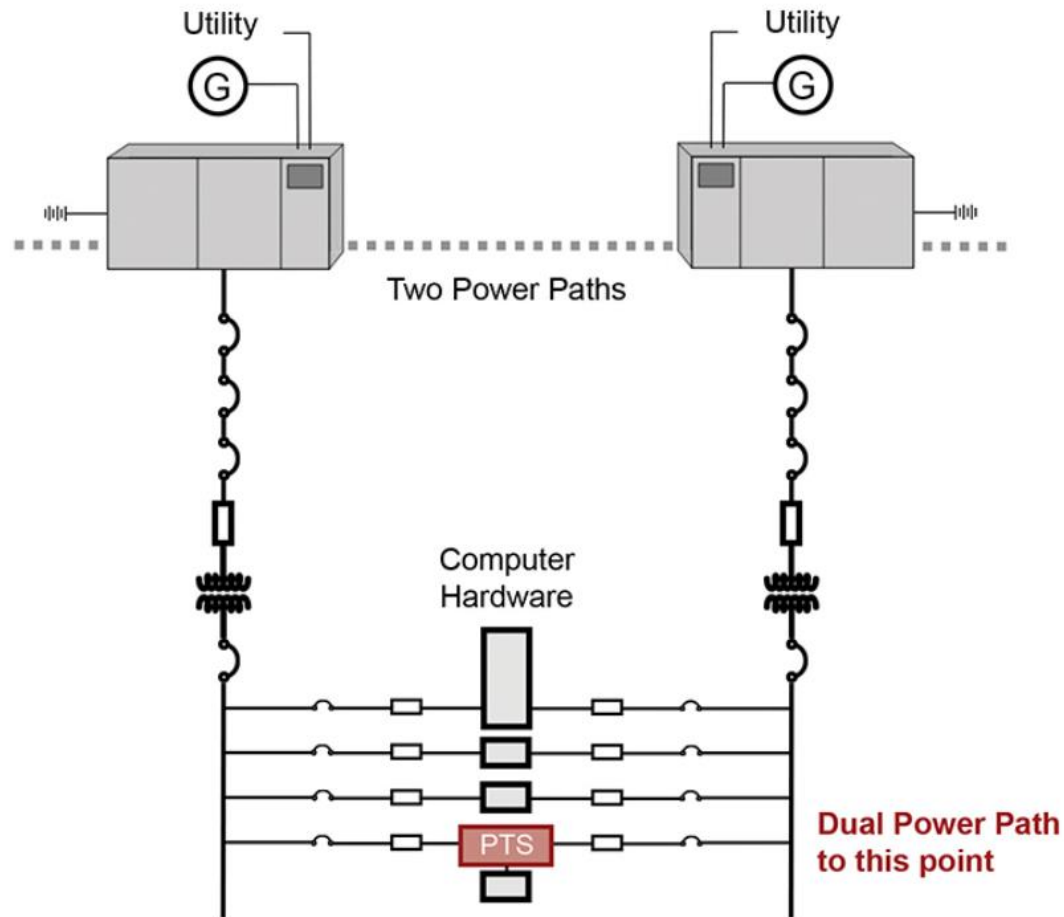 Utility
Utility
G
G
Two Power Paths
Computer
Hardware
PTS
Dual Power Path
to this point